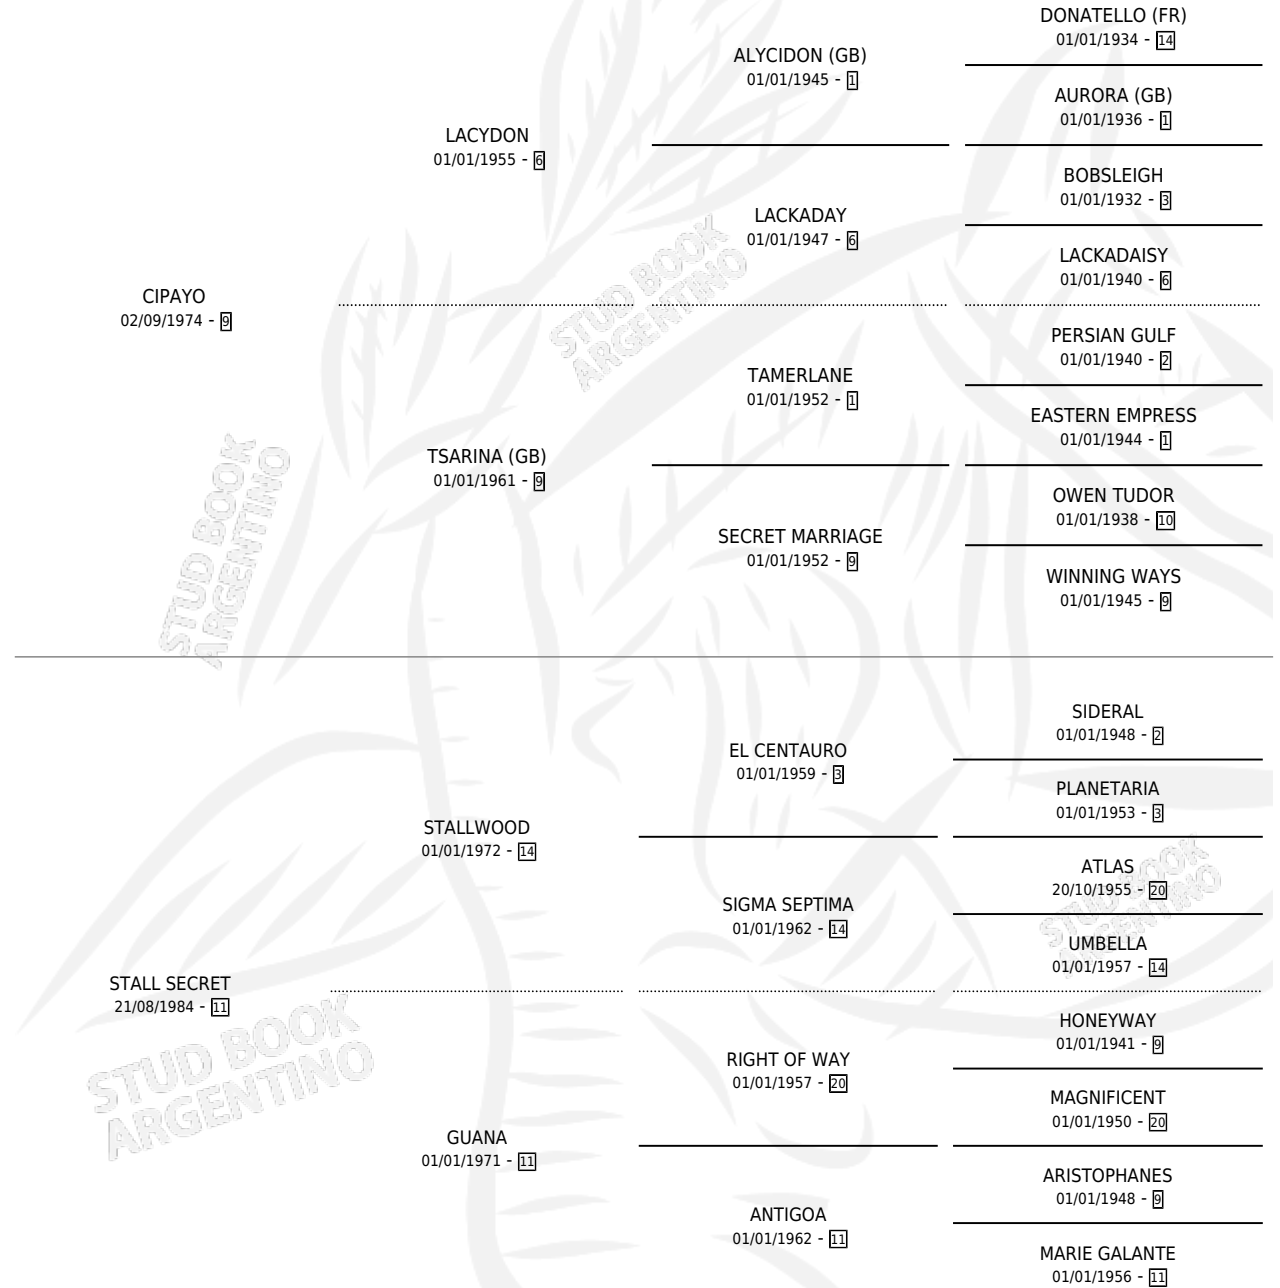 DONATELLO (FR)
01/01/1934 - 14
ALYCIDON (GB)
01/01/1945 - 1
AURORA (GB)
01/01/1936 - 1
LACYDON
01/01/1955 - 6
BOBSLEIGH
01/01/1932 - 3
LACKADAY
01/01/1947 - 6
LACKADAISY
01/01/1940 - 6
CIPAYO
02/09/1974 - 9
PERSIAN GULF
01/01/1940 - 2
TAMERLANE
01/01/1952 - 1
EASTERN EMPRESS
01/01/1944 - 1
TSARINA (GB)
01/01/1961 - 9
OWEN TUDOR
01/01/1938 - 10
SECRET MARRIAGE
01/01/1952 - 9
WINNING WAYS
01/01/1945 - 9
STUD BOOK
ARGENTINO
STUD BOOK
ARGENTINO
SIDERAL
01/01/1948 - 2
EL CENTAURO
01/01/1959 - 3
PLANETARIA
01/01/1953 - 3
STALLWOOD
01/01/1972 - 14
ATLAS
20/10/1955 - 20
SIGMA SEPTIMA
01/01/1962 - 14
UMBELLA
01/01/1957 - 14
STALL SECRET
21/08/1984 - 11
HONEYWAY
01/01/1941 - 9
RIGHT OF WAY
01/01/1957 - 20
MAGNIFICENT
01/01/1950 - 20
GUANA
01/01/1971 - 11
ARISTOPHANES
01/01/1948 - 9
ANTIGOA
01/01/1962 - 11
MARIE GALANTE
01/01/1956 - 11
STUD BOOK
ARGENTINO
STUD BOOK
ARGENTINO